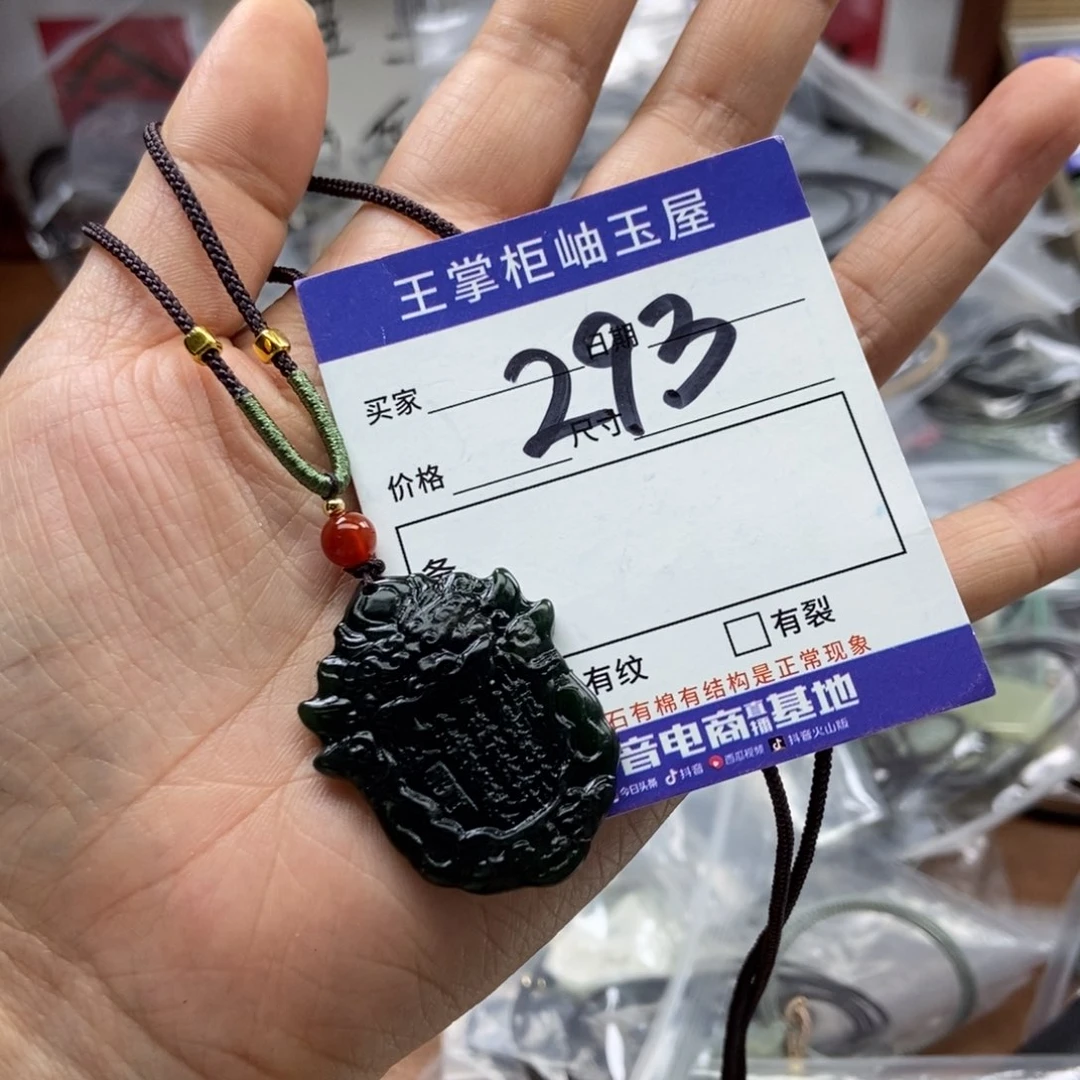 王掌柜岫玉屋
293
日期
买家
尺寸
价格
有裂
有纹
石有棉有结构是正常现象
音电商直播基地
今日头条 抖音 西瓜视频 抖音火山版